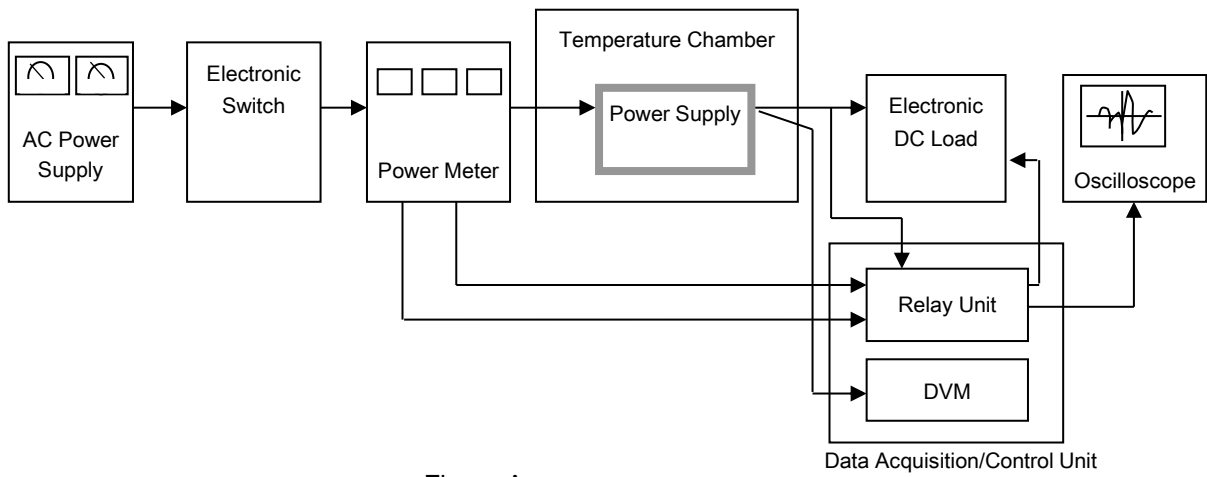 Temperature Chamber
AC Power
Supply
Electronic
Switch
Power Meter
Power Supply
Electronic
DC Load
Oscilloscope
Relay Unit
DVM
Data Acquisition/Control Unit